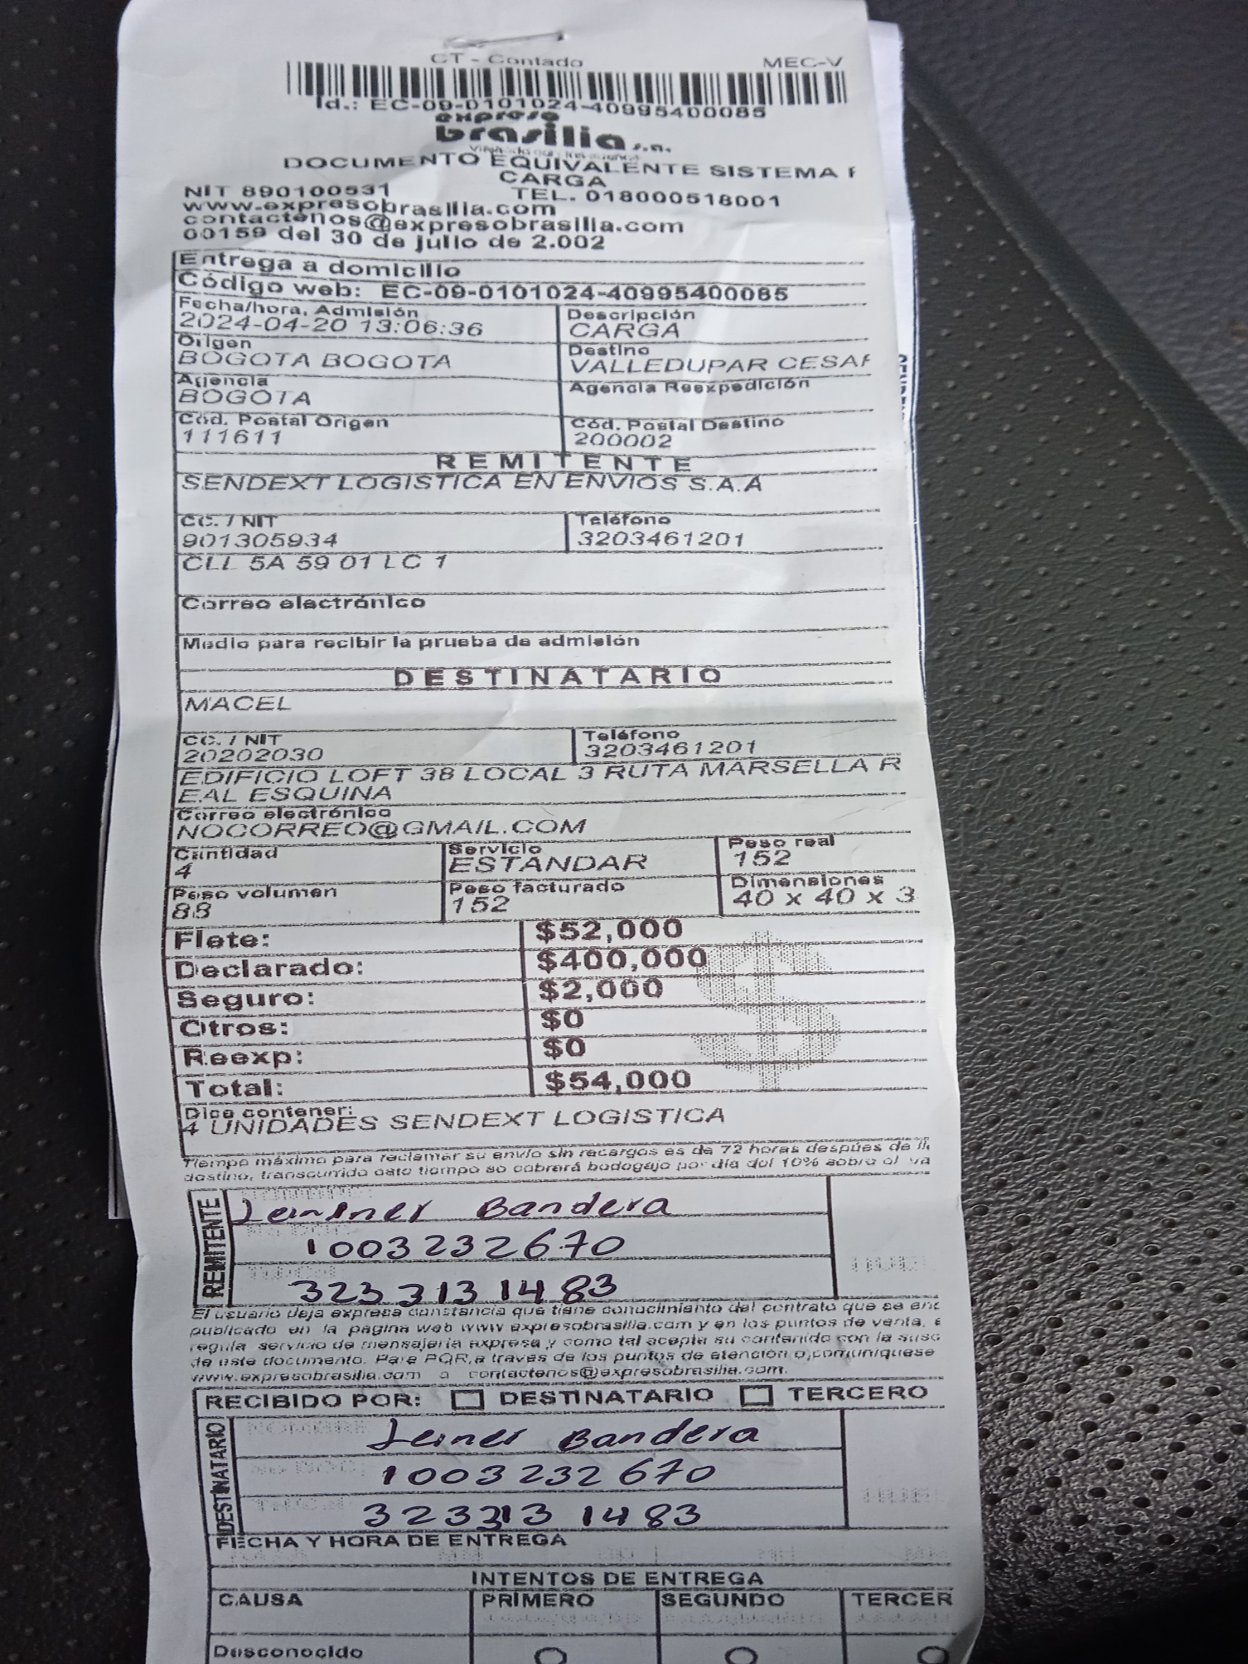 CT - Contado MEC-V
Id.: EC-09-0101024-40995400085
expreso
brasilia s.a.
DOCUMENTO EQUIVALENTE SISTEMA
CARGA
NIT 890100531 TEL. 018000518001
www.expresobrasilia.com
contactenos@expresobrasilia.com
00159 del 30 de julio de 2.002
Entrega a domicilio
Código web: EC-09-0101024-40995400085
Fecha/hora, Admisión Descripción
2024-04-20 13:06:36 CARGA
Origen Destino
BOGOTA BOGOTA VALLEDUPAR CESAR
Agencia Agencia Reexpedición
BOGOTA
Cód. Postal Origen Cód. Postal Destino
111611 200002
REMITENTE
SENDEXT LOGISTICA EN ENVIOS S.A.A
CC. / NIT Teléfono
901305934 3203461201
CLL 5A 59 01 LC 1
Correo electrónico
Medio para recibir la prueba de admisión
DESTINATARIO
MACEL
CC. / NIT Teléfono
20202030 3203461201
EDIFICIO LOFT 38 LOCAL 3 RUTA MARSELLA R
EAL ESQUINA
Correo electrónico
NOCORREO@GMAIL.COM
Cantidad Servicio Peso real
4 ESTANDAR 152
Peso volumen Peso facturado Dimensiones
88 152 40 x 40 x 3
Flete: $52,000
Declarado: $400,000
Seguro: $2,000
Otros: $0
Reexp: $0
Total: $54,000
Dice contener:
4 UNIDADES SENDEXT LOGISTICA
Tiempo máximo para reclamar su envío sin recargos es de 72 horas después de
destino, transcurrido este tiempo se cobrará bodegaje por día del 10% sobre el va
REMITENTE
Bandera
1003232670
3233131483
El usuario deja expresa constancia que tiene conocimiento del contrato que se enc
publicado en la página web www.expresobrasilia.com y en los puntos de venta,
regula servicio de mensajería expresa y como tal acepta su contenido con la susc
de este documento. Para PQR, a traves de los puntos de atención o comuníquese
www.expresobrasilia.com o contactenos@expresobrasilia.com.
RECIBIDO POR: DESTINATARIO TERCERO
DESTINATARIO
NOMBRE
Leiner Bandera
1003232670
3233131483
FECHA Y HORA DE ENTREGA
INTENTOS DE ENTREGA
CAUSA PRIMERO SEGUNDO TERCER
Desconocido